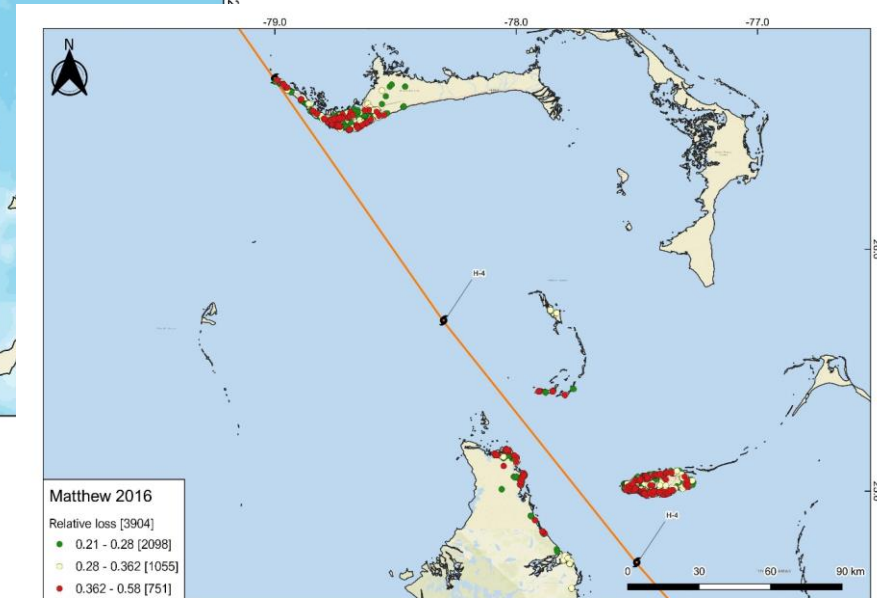 -79.0
-78.0
-77.0
N
H-4
H-4
Matthew 2016
Relative loss [3904]
0.21 - 0.28 [2098]
0.28 - 0.362 [1055]
0.362 - 0.58 [751]
0
30
60
90 km